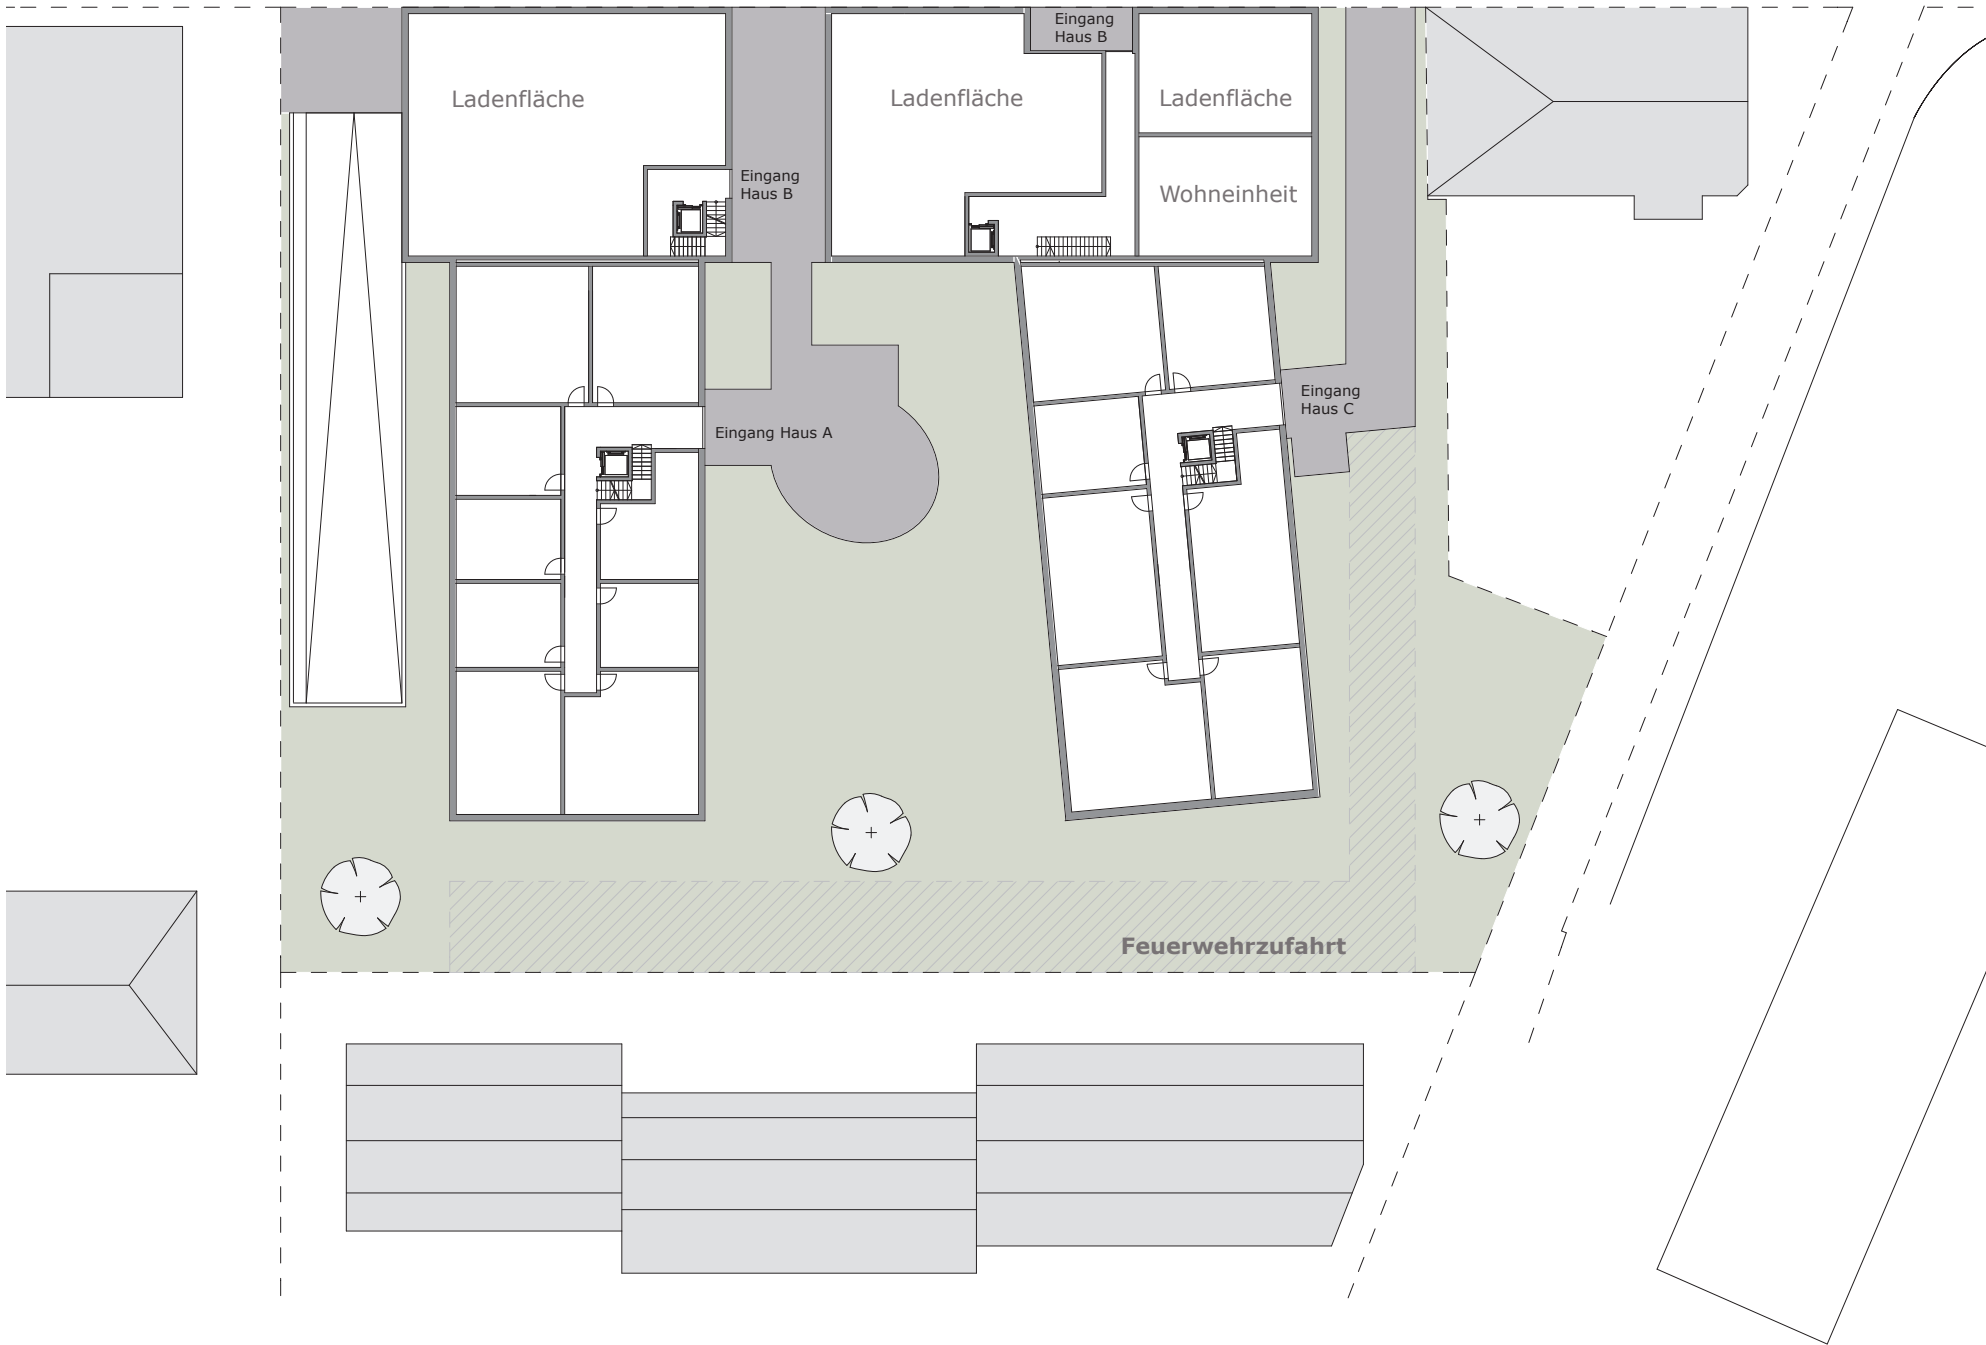 Eingang
Haus B
Ladenfläche
Ladenfläche
Ladenfläche
Eingang
Haus B
Wohneinheit
Eingang
Haus C
Eingang Haus A
Feuerwehrzufahrt